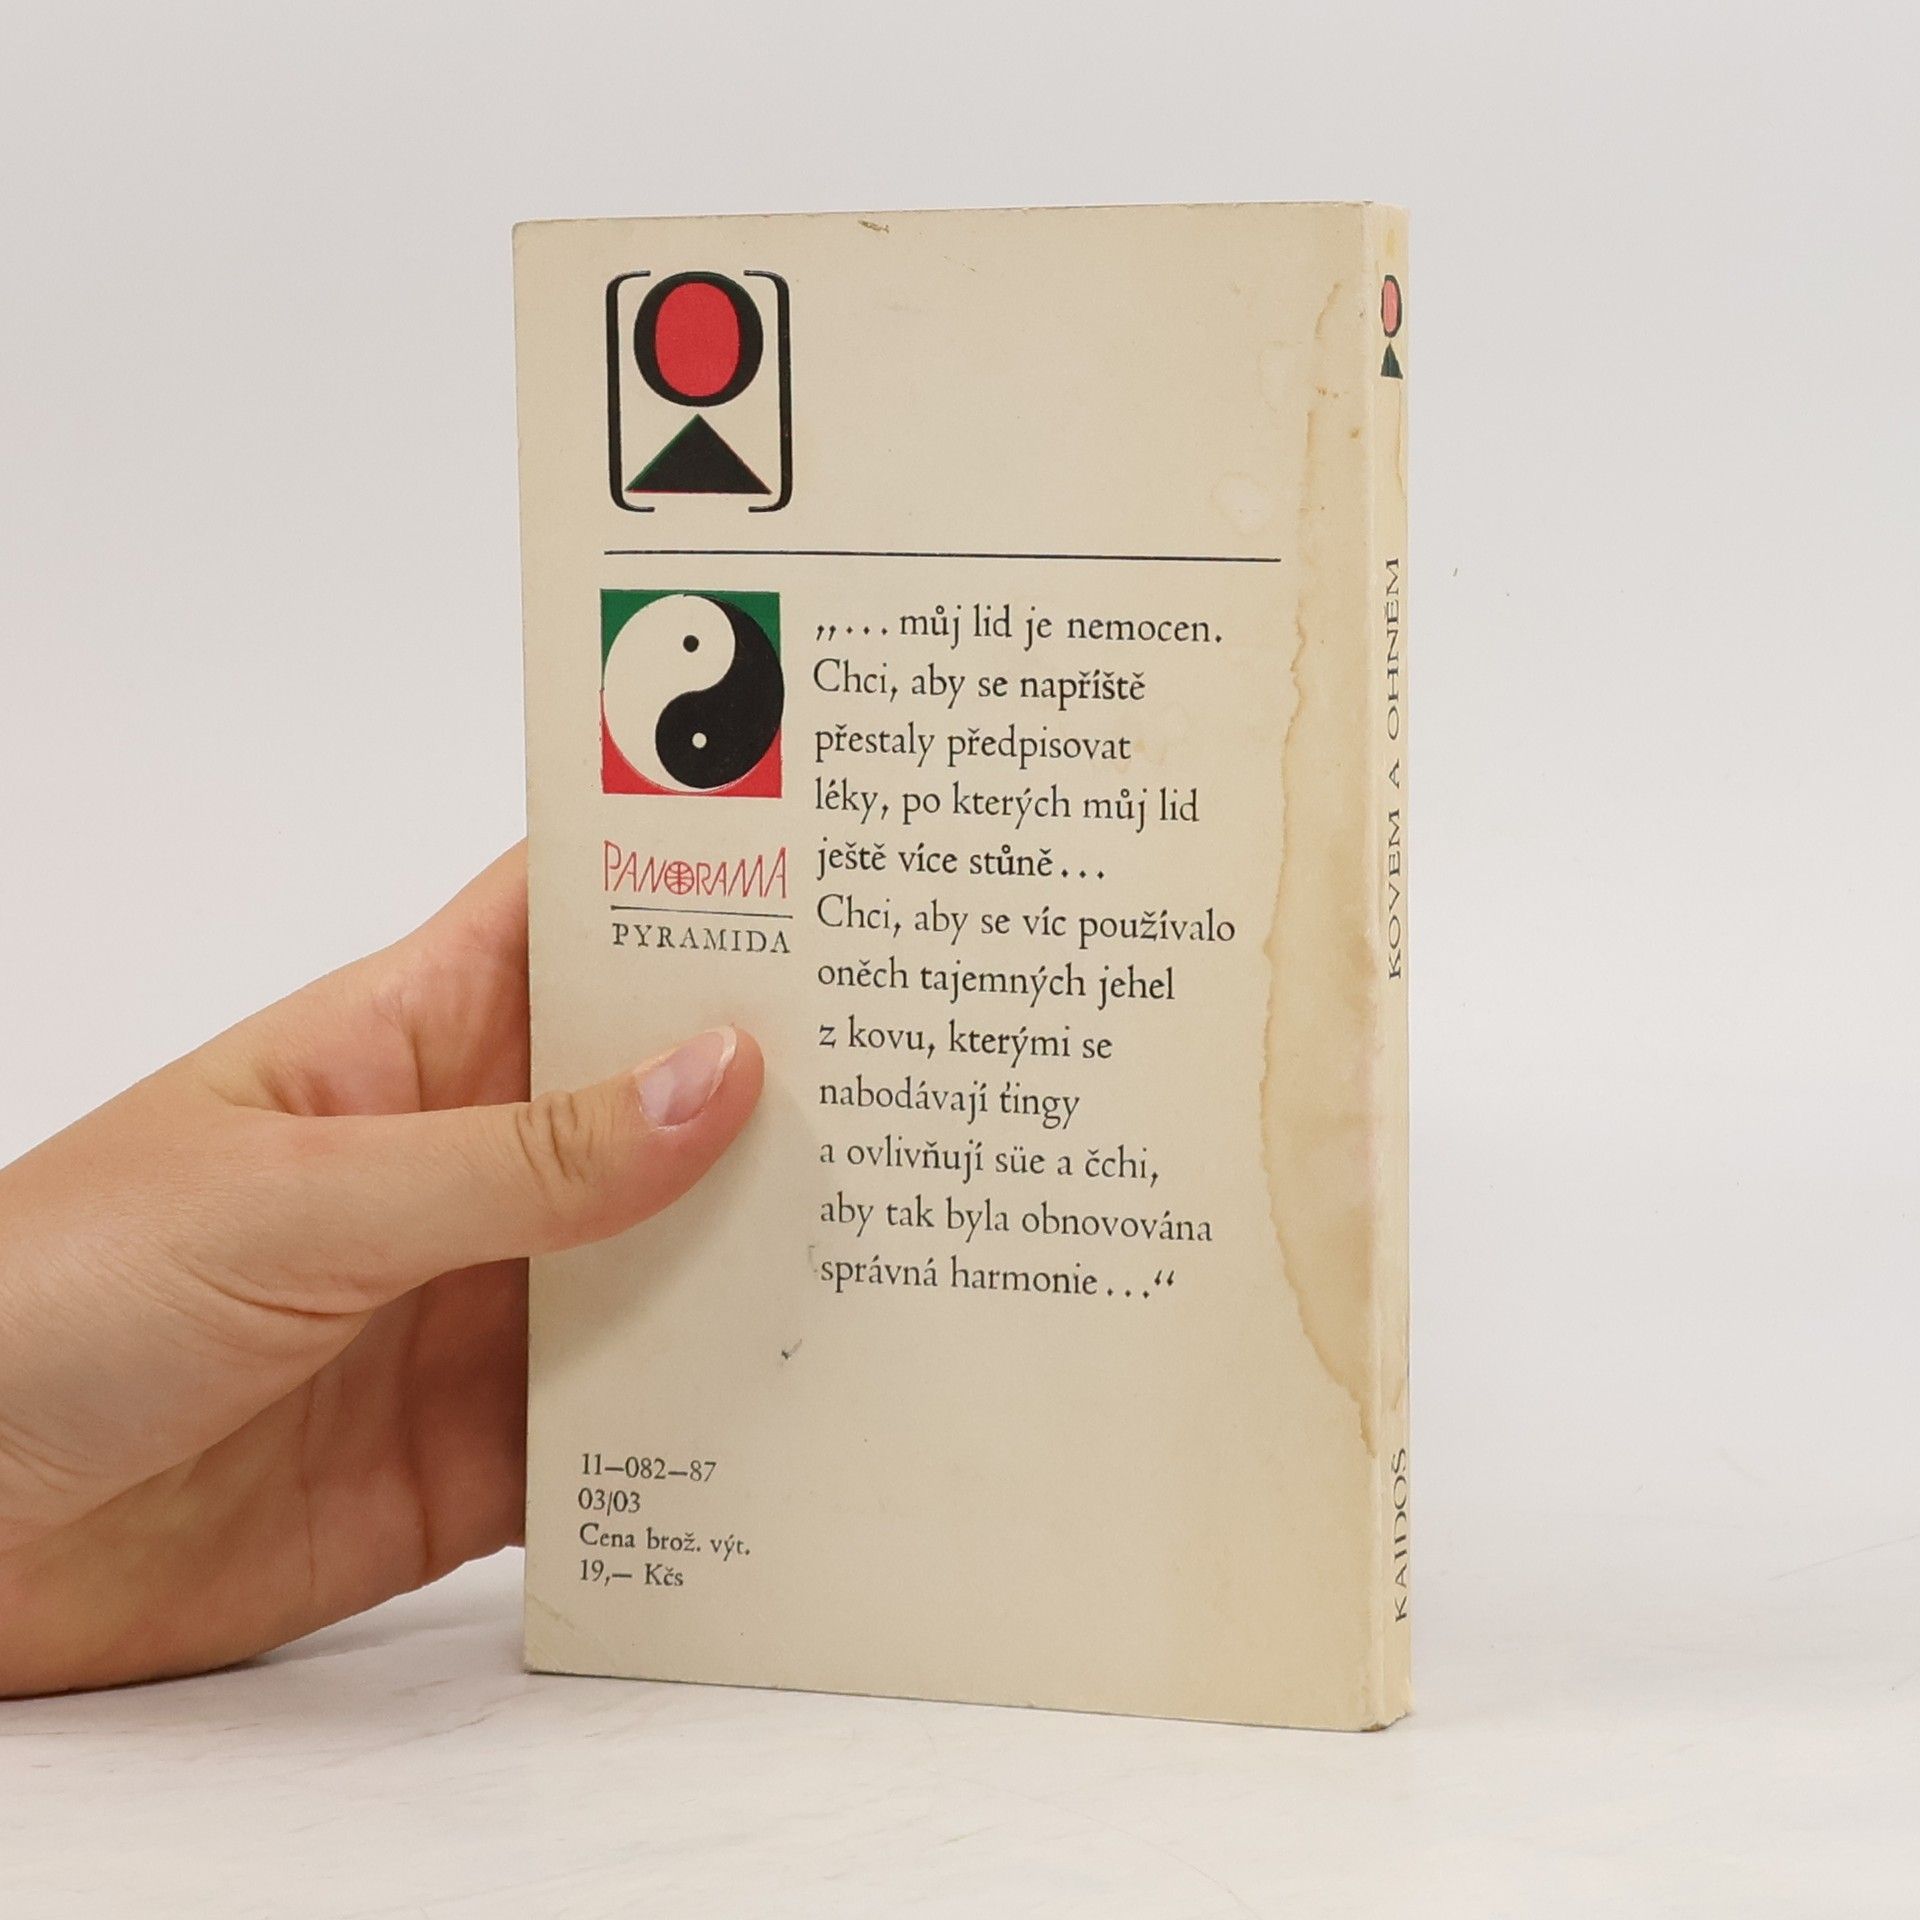 „... můj lid je nemocen.
Chci, aby se napříště
přestaly předpisovat
léky, po kterých můj lid
ještě více stůně...
Chci, aby se víc používalo
oněch tajemných jehel
z kovu, kterými se
nabodávají ťingy
a ovlivňují süe a čchi,
aby tak byla obnovována
správná harmonie...“
PANORAMA
PYRAMIDA
11—082—87
03/03
Cena brož. výt.
19,— Kčs
KAIDOŠ
KOVEM A OHNĚM